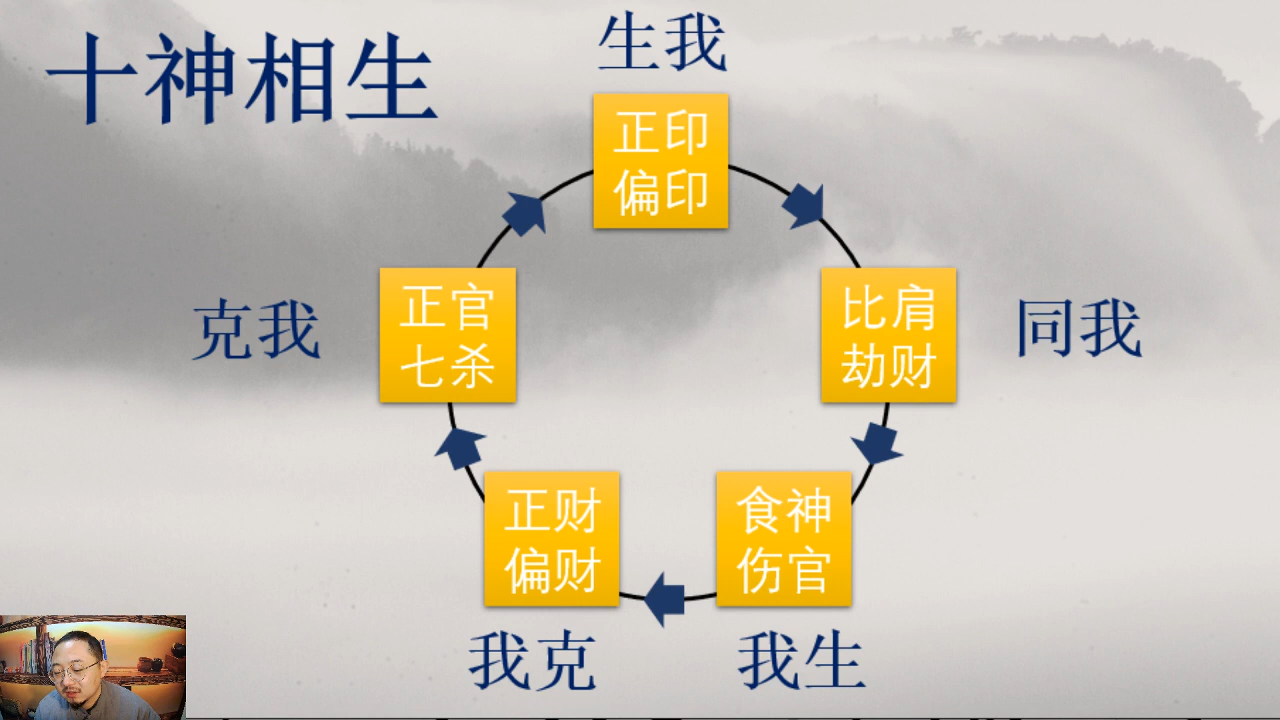 十神相生
生我
正印
偏印
克我
正官
七杀
比肩
劫财
同我
正财
偏财
食神
伤官
我克
我生